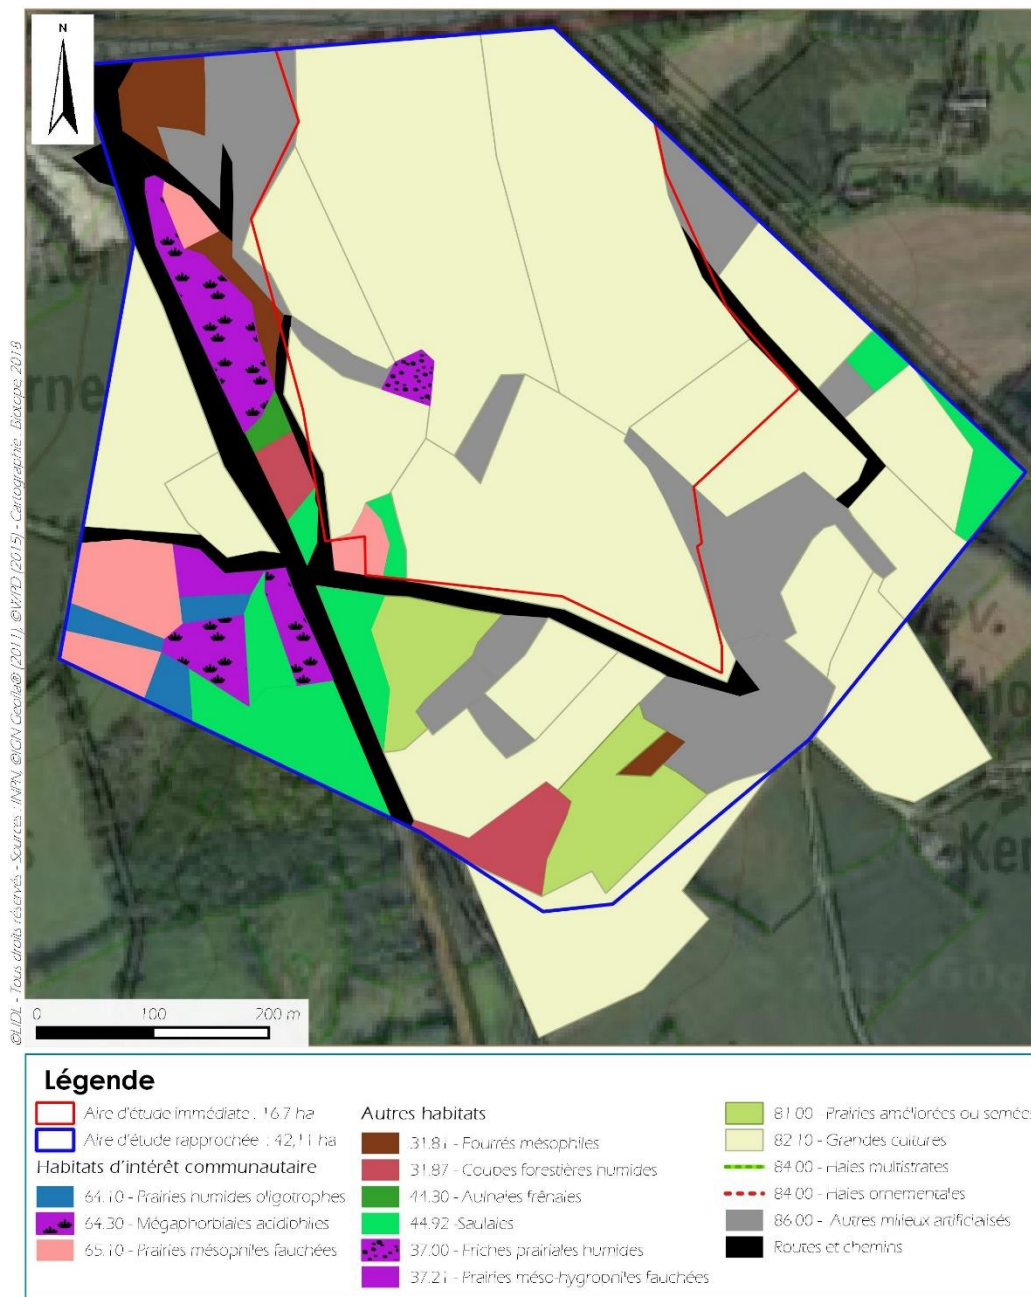 N
©LIDL - Tous droits réservés - Sources : INPN, ©IGN Geofla® (2011), ©WPD (2015) - Cartographie : Biotope, 2018
0 100 200 m
Légende
Aire d'étude immédiate : 16,7 ha
Aire d'étude rapprochée : 42,11 ha
Habitats d'intérêt communautaire
64.10 - Prairies humides oligotrophes
64.30 - Mégaphorbiaies acidiphiles
65.10 - Prairies mésophiles fauchées
Autres habitats
31.81 - Fourrés mésophiles
31.87 - Coupes forestières humides
44.30 - Aulnaies frênaies
44.92 - Saulaies
37.00 - Friches prairiales humides
37.21 - Prairies méso-hygrophiles fauchées
81.00 - Prairies améliorées ou semées
82.10 - Grandes cultures
84.00 - Haies multistrates
84.00 - Haies ornementales
86.00 - Autres milieux artificialisés
Routes et chemins